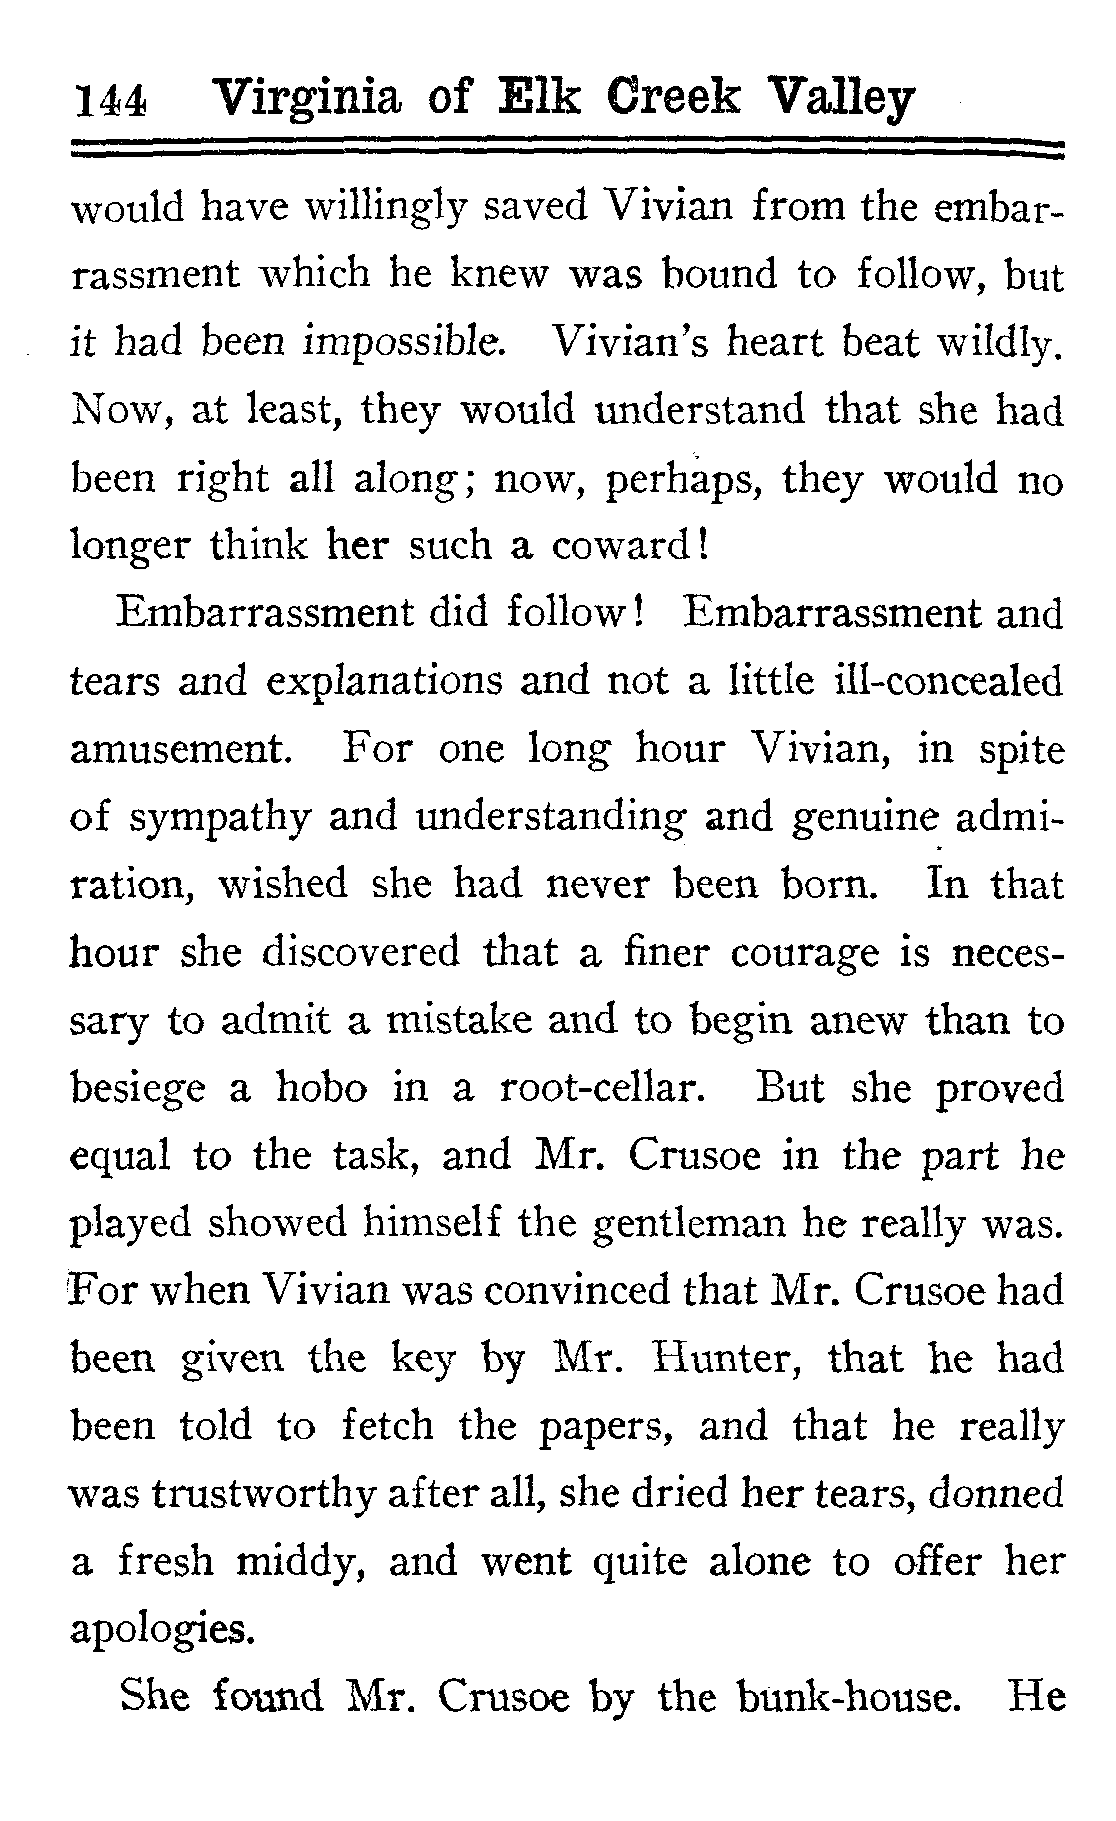 144 Virginia of Elk Creek Valley
would have willingly saved Vivian from the embar-
rassment which he knew was bound to follow, but
it had been impossible. Vivian's heart beat wildly.
Now, at least, they would understand that she had
been right all along; now, perhaps, they would no
longer think her such a coward!
Embarrassment did follow! Embarrassment and
tears and explanations and not a little ill-concealed
amusement. For one long hour Vivian, in spite
of sympathy and understanding and genuine admi-
ration, wished she had never been born. In that
hour she discovered that a finer courage is neces-
sary to admit a mistake and to begin anew than to
besiege a hobo in a root-cellar. But she proved
equal to the task, and Mr. Crusoe in the part he
played showed himself the gentleman he really was.
For when Vivian was convinced that Mr. Crusoe had
been given the key by Mr. Hunter, that he had
been told to fetch the papers, and that he really
was trustworthy after all, she dried her tears, donned
a fresh middy, and went quite alone to offer her
apologies.
She found Mr. Crusoe by the bunk-house. He